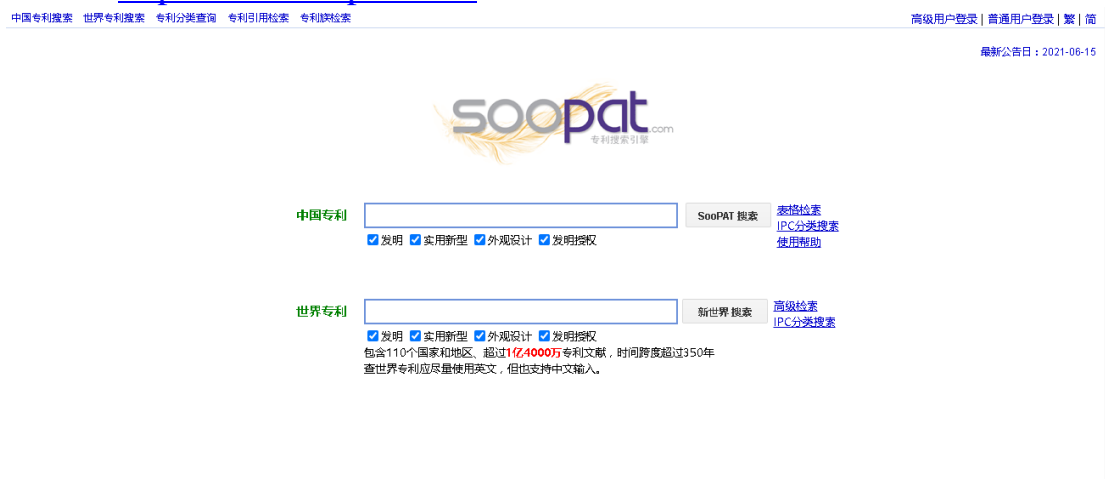 中国专利搜索 世界专利搜索 专利分类查询 专利引用检索 专利族检索
高级用户登录 | 普通用户登录 | 繁 | 简
最新公告日：2021-06-15
soopat.com
专利搜索引擎
中国专利 SooPAT 搜索 表格检索
IPC分类搜索
发明 实用新型 外观设计 发明授权 使用帮助
世界专利 新世界 搜索 高级检索
IPC分类搜索
发明 实用新型 外观设计 发明授权
包含110个国家和地区、超过1亿4000万专利文献，时间跨度超过350年
查世界专利应尽量使用英文，但也支持中文输入。